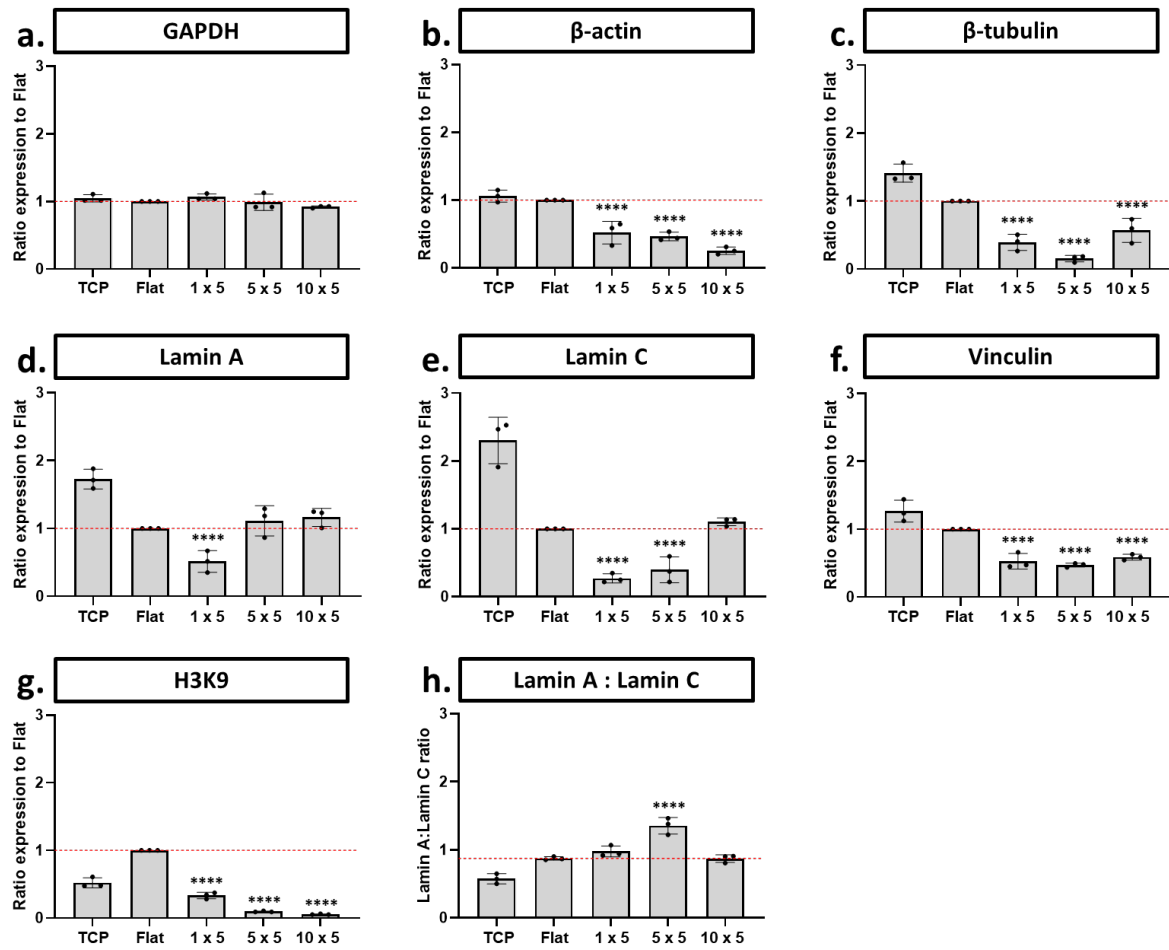 a. GAPDH
Ratio expression to Flat
3
2
1
0
TCP Flat 1 x 5 5 x 5 10 x 5
b. β-actin
Ratio expression to Flat
3
2
1
0
**** **** ****
TCP Flat 1 x 5 5 x 5 10 x 5
c. β-tubulin
Ratio expression to Flat
3
2
1
0
**** **** ****
TCP Flat 1 x 5 5 x 5 10 x 5
d. Lamin A
Ratio expression to Flat
3
2
1
0
****
TCP Flat 1 x 5 5 x 5 10 x 5
e. Lamin C
Ratio expression to Flat
3
2
1
0
**** ****
TCP Flat 1 x 5 5 x 5 10 x 5
f. Vinculin
Ratio expression to Flat
3
2
1
0
**** **** ****
TCP Flat 1 x 5 5 x 5 10 x 5
g. H3K9
Ratio expression to Flat
3
2
1
0
**** **** ****
TCP Flat 1 x 5 5 x 5 10 x 5
h. Lamin A : Lamin C
Lamin A:Lamin C ratio
3
2
1
0
****
TCP Flat 1 x 5 5 x 5 10 x 5